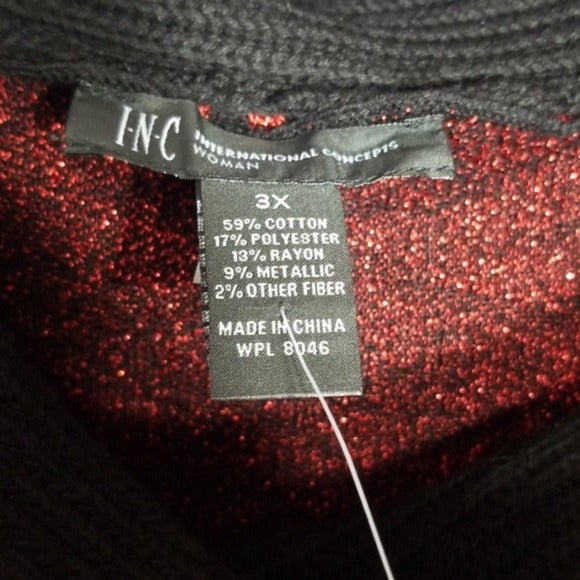 I·N·C INTERNATIONAL CONCEPTS
WOMAN
3X
59% COTTON
17% POLYESTER
13% RAYON
9% METALLIC
2% OTHER FIBER
MADE IN CHINA
WPL 8046